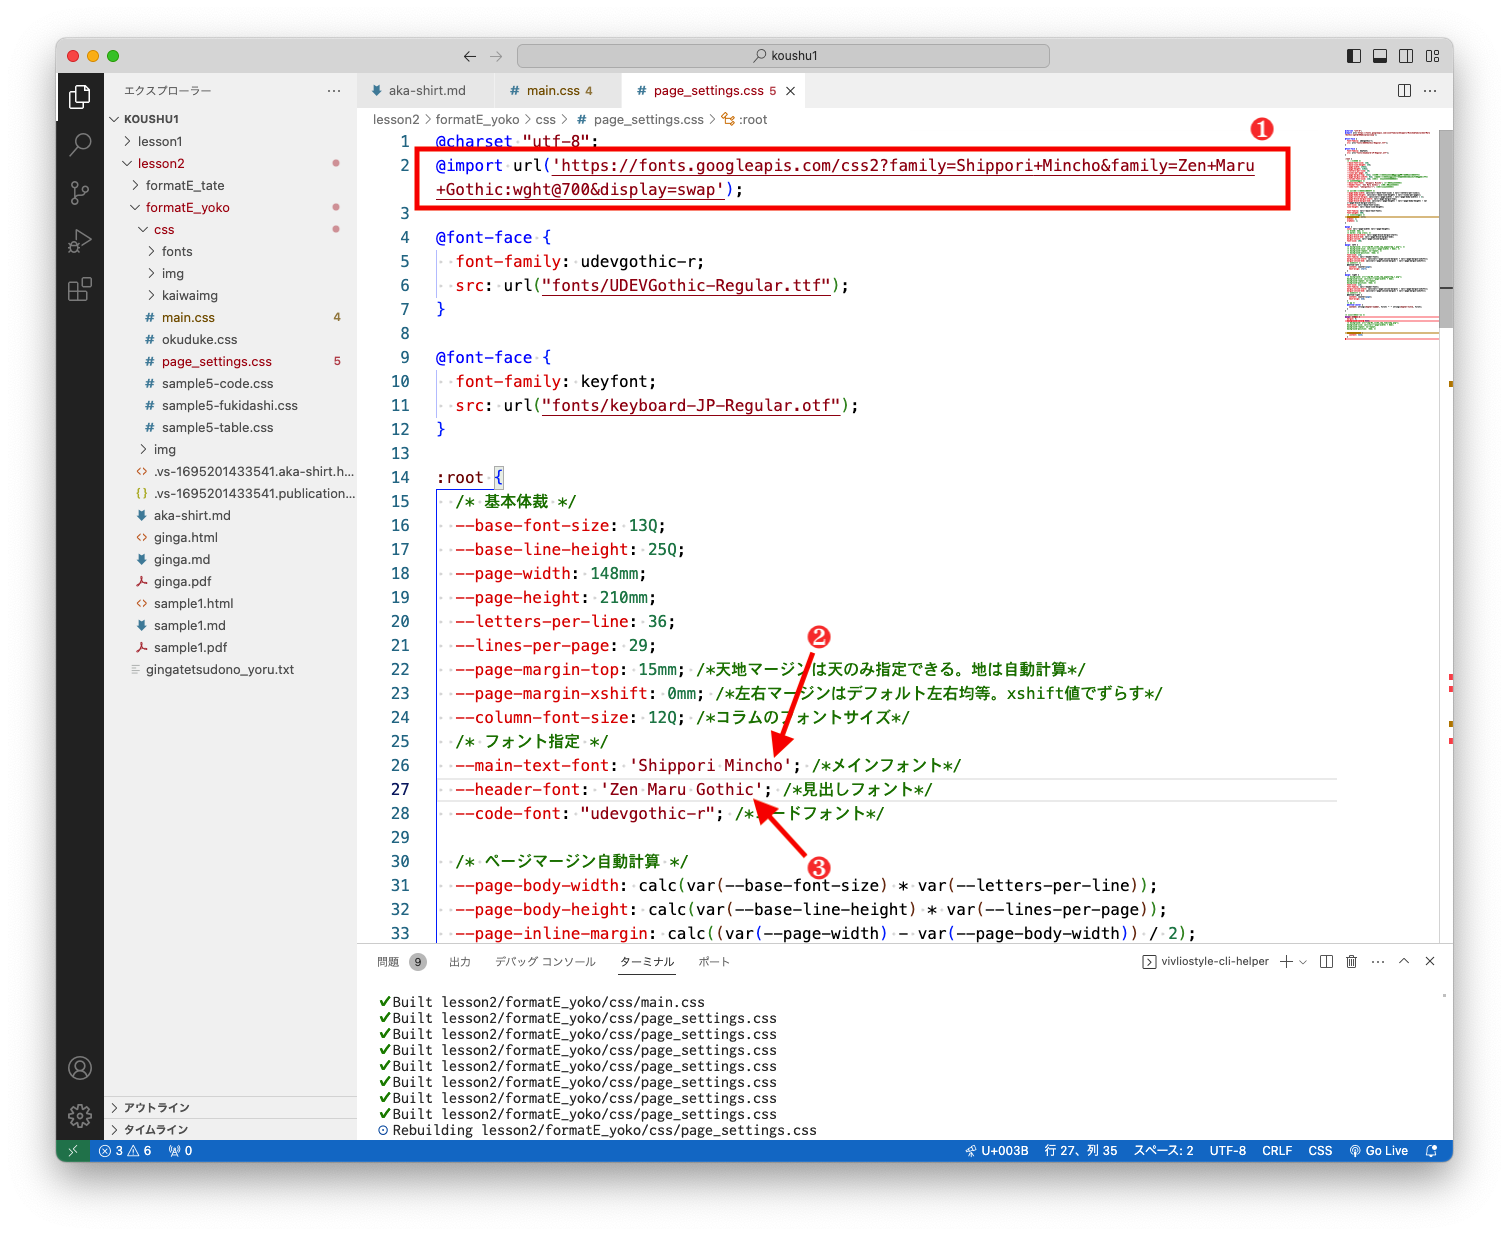 koushu1
エクスプローラー
aka-shirt.md
main.css 4
page_settings.css 5
KOUSHU1
lesson1
lesson2
formatE_tate
formatE_yoko
css
fonts
img
kaiwaimg
main.css 4
okuduke.css
page_settings.css 5
sample5-code.css
sample5-fukidashi.css
sample5-table.css
img
.vs-1695201433541.aka-shirt.h...
.vs-1695201433541.publication...
aka-shirt.md
ginga.html
ginga.md
ginga.pdf
sample1.html
sample1.md
sample1.pdf
gingatetsudono_yoru.txt
アウトライン
タイムライン
lesson2 > formatE_yoko > css > # page_settings.css > :root
❶
1 @charset "utf-8";
2 @import url('https://fonts.googleapis.com/css2?family=Shippori+Mincho&family=Zen+Maru
+Gothic:wght@700&display=swap');
3
4 @font-face {
5 font-family: udevgothic-r;
6 src: url("fonts/UDEVGothic-Regular.ttf");
7 }
8
9 @font-face {
10 font-family: keyfont;
11 src: url("fonts/keyboard-JP-Regular.otf");
12 }
13
14 :root {
15 /* 基本体裁 */
16 --base-font-size: 13Q;
17 --base-line-height: 25Q;
18 --page-width: 148mm;
19 --page-height: 210mm;
20 --letters-per-line: 36;
21 --lines-per-page: 29;
❷
22 --page-margin-top: 15mm; /*天地マージンは天のみ指定できる。地は自動計算*/
23 --page-margin-xshift: 0mm; /*左右マージンはデフォルト左右均等。xshift値でずらす*/
24 --column-font-size: 12Q; /*コラムのフォントサイズ*/
25 /* フォント指定 */
26 --main-text-font: 'Shippori Mincho'; /*メインフォント*/
27 --header-font: 'Zen Maru Gothic'; /*見出しフォント*/
28 --code-font: "udevgothic-r"; /*コードフォント*/
29
30 /* ページマージン自動計算 */
❸
31 --page-body-width: calc(var(--base-font-size) * var(--letters-per-line));
32 --page-body-height: calc(var(--base-line-height) * var(--lines-per-page));
33 --page-inline-margin: calc((var(--page-width) - var(--page-body-width)) / 2);
問題 9 出力 デバッグ コンソール ターミナル ポート
vivliostyle-cli-helper
✔Built lesson2/formatE_yoko/css/main.css
✔Built lesson2/formatE_yoko/css/page_settings.css
✔Built lesson2/formatE_yoko/css/page_settings.css
✔Built lesson2/formatE_yoko/css/page_settings.css
✔Built lesson2/formatE_yoko/css/page_settings.css
✔Built lesson2/formatE_yoko/css/page_settings.css
✔Built lesson2/formatE_yoko/css/page_settings.css
✔Built lesson2/formatE_yoko/css/page_settings.css
Rebuilding lesson2/formatE_yoko/css/page_settings.css
3 6 0 U+003B 行 27、列 35 スペース: 2 UTF-8 CRLF CSS Go Live